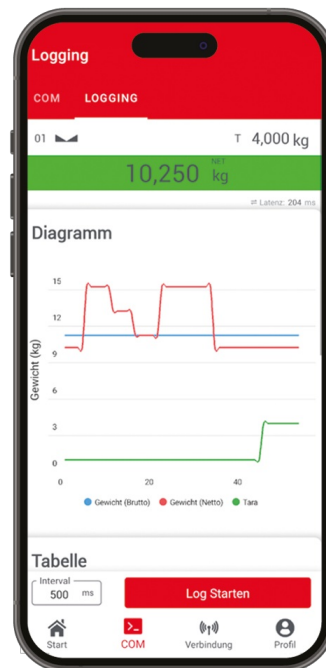 Logging
COM LOGGING
01 T 4,000 kg
NET
10,250 kg
⇄ Latenz: 204 ms
Diagramm
15
12
9
6
3
0
Gewicht (kg)
0 20 40
Gewicht (Brutto) Gewicht (Netto) Tara
Tabelle
Interval
500 ms
Log Starten
Start COM Verbindung Profil